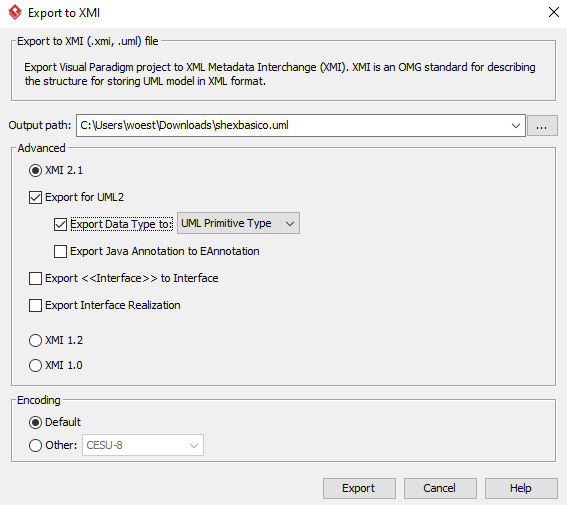 Export to XMI
Export to XMI (.xmi, .uml) file
Export Visual Paradigm project to XML Metadata Interchange (XMI). XMI is an OMG standard for describing
the structure for storing UML model in XML format.
Output path: C:\Users\woest\Downloads\shexbasico.uml ...
Advanced
XMI 2.1
Export for UML2
Export Data Type to: UML Primitive Type
Export Java Annotation to EAnnotation
Export <<Interface>> to Interface
Export Interface Realization
XMI 1.2
XMI 1.0
Encoding
Default
Other: CESU-8
Export Cancel Help